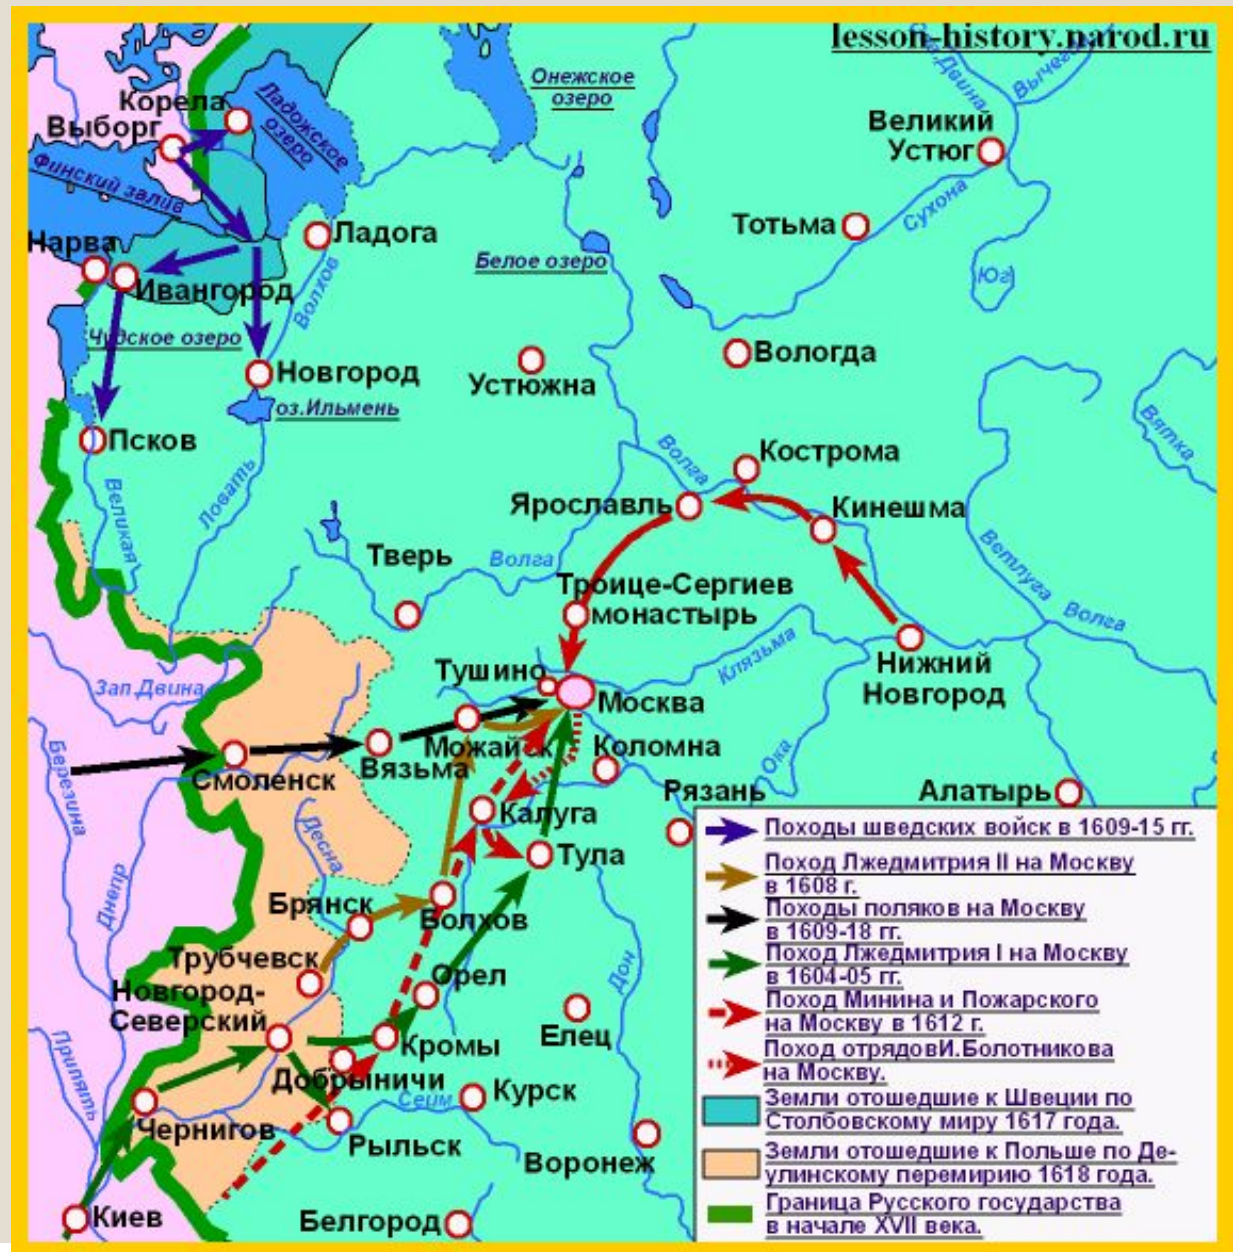 lesson-history.narod.ru
Онежское
озеро
Вычегда
Корела
Ладожское
озеро
Выборг
Великий
Устюг
Финский залив
Сухона
Тотьма
Ладога
Нарва
Белое озеро
Юг
Ивангород
Волхов
Чудское озеро
Вологда
Новгород
Устюжна
оз.Ильмень
Вятка
Псков
Волга
Кострома
Ловать
Великая
Ярославль
Кинешма
Тверь
Волга
Ветлуга
Волга
Троице-Сергиев
монастырь
Клязьма
Нижний
Новгород
Тушино
Зап.Двина
Москва
Можайск
Коломна
Вязьма
Смоленск
Березина
Ока
Рязань
Алатырь
Калуга
Десна
Тула
Днепр
Брянск
Волхов
Трубчевск
Орел
Дон
Новгород-
Северский
Елец
Кромы
Припять
Добрыничи
Сеим
Курск
Чернигов
Рыльск
Воронеж
Киев
Белгород
Походы шведских войск в 1609-15 гг.
Поход Лжедмитрия II на Москву
в 1608 г.
Походы поляков на Москву
в 1609-18 гг.
Поход Лжедмитрия I на Москву
в 1604-05 гг.
Поход Минина и Пожарского
на Москву в 1612 г.
Поход отрядовИ.Болотникова
на Москву.
Земли отошедшие к Швеции по
Столбовскому миру 1617 года.
Земли отошедшие к Польше по Де-
улинскому перемирию 1618 года.
Граница Русского государства
в начале XVII века.